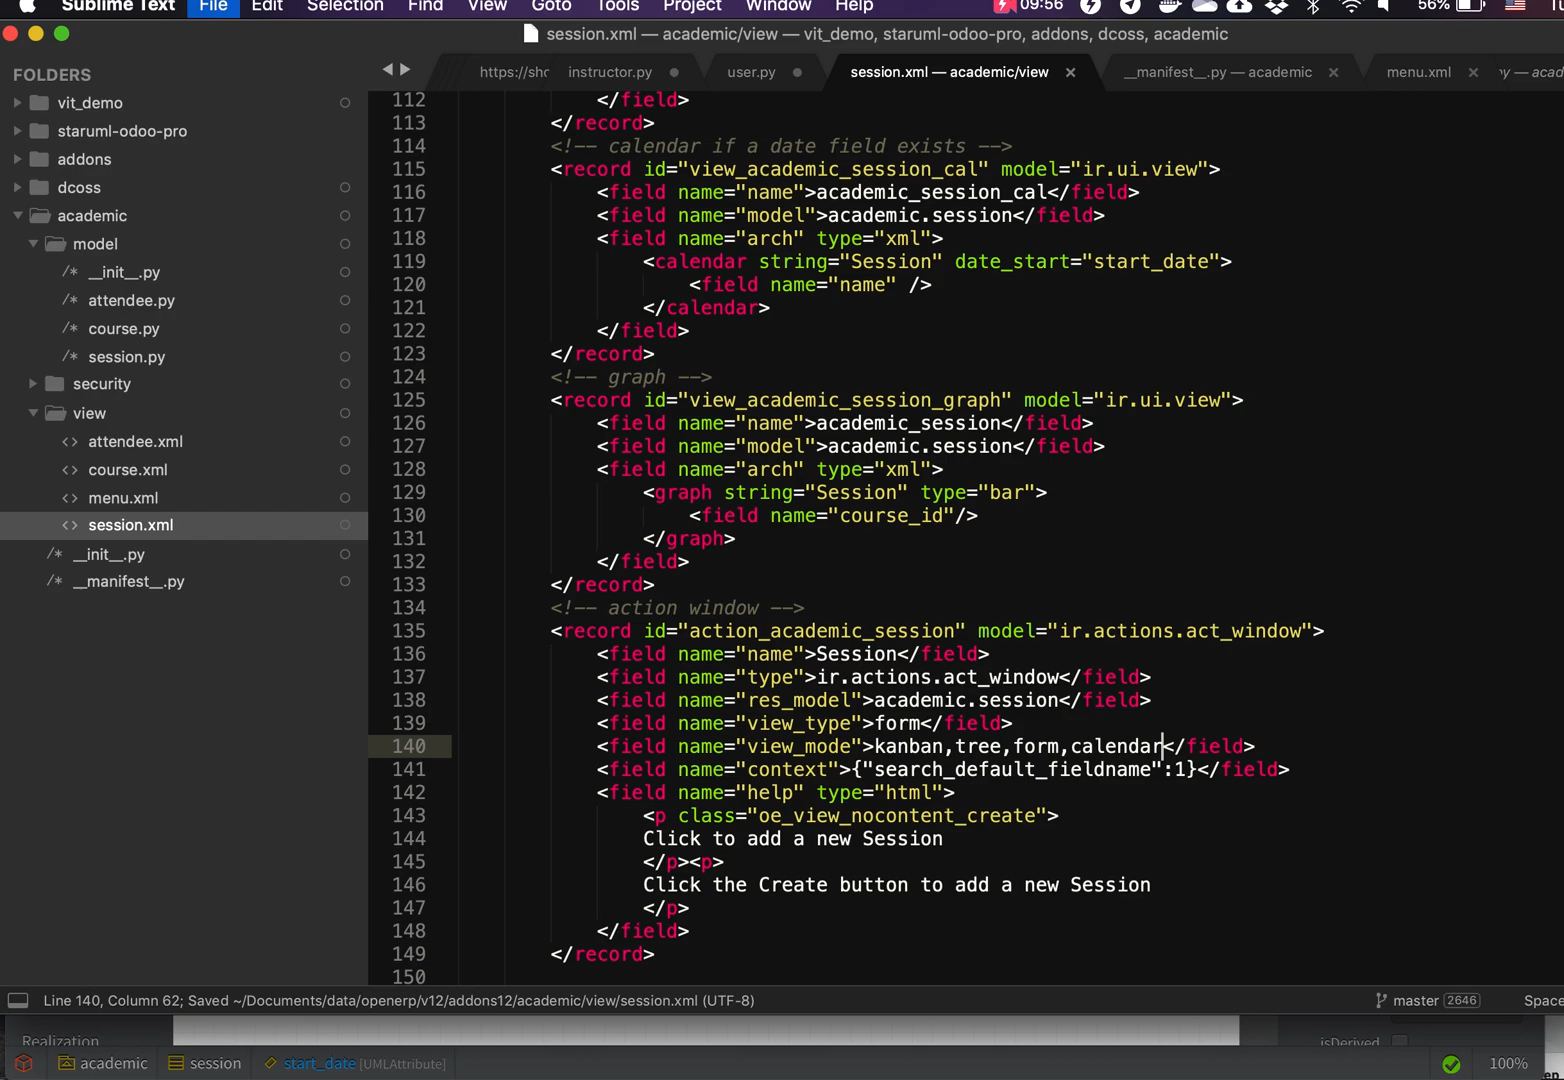 Sublime Text File Edit Selection Find View Goto Tools Project Window Help 09:56 56%
session.xml — academic/view — vit_demo, staruml-odoo-pro, addons, dcoss, academic
FOLDERS
vit_demo
staruml-odoo-pro
addons
dcoss
academic
model
/* __init__.py
/* attendee.py
/* course.py
/* session.py
security
view
<> attendee.xml
<> course.xml
<> menu.xml
<> session.xml
/* __init__.py
/* __manifest__.py
https://sho instructor.py user.py session.xml — academic/view __manifest__.py — academic menu.xml
112 </field>
113 </record>
114 <!-- calendar if a date field exists -->
115 <record id="view_academic_session_cal" model="ir.ui.view">
116 <field name="name">academic_session_cal</field>
117 <field name="model">academic.session</field>
118 <field name="arch" type="xml">
119 <calendar string="Session" date_start="start_date">
120 <field name="name" />
121 </calendar>
122 </field>
123 </record>
124 <!-- graph -->
125 <record id="view_academic_session_graph" model="ir.ui.view">
126 <field name="name">academic_session</field>
127 <field name="model">academic.session</field>
128 <field name="arch" type="xml">
129 <graph string="Session" type="bar">
130 <field name="course_id"/>
131 </graph>
132 </field>
133 </record>
134 <!-- action window -->
135 <record id="action_academic_session" model="ir.actions.act_window">
136 <field name="name">Session</field>
137 <field name="type">ir.actions.act_window</field>
138 <field name="res_model">academic.session</field>
139 <field name="view_type">form</field>
140 <field name="view_mode">kanban,tree,form,calendar</field>
141 <field name="context">{"search_default_fieldname":1}</field>
142 <field name="help" type="html">
143 <p class="oe_view_nocontent_create">
144 Click to add a new Session
145 </p><p>
146 Click the Create button to add a new Session
147 </p>
148 </field>
149 </record>
150
Line 140, Column 62; Saved ~/Documents/data/openerp/v12/addons12/academic/view/session.xml (UTF-8) master 2646 Space
Realization isDerived
academic session start_date [UMLAttribute] 100%